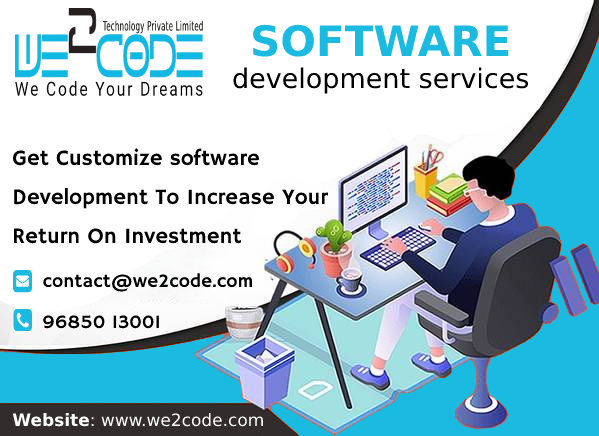 Technology Private Limited
WE2CODE
We Code Your Dreams
SOFTWARE
development services
Get Customize software
Development To Increase Your
Return On Investment
contact@we2code.com
96850 13001
Website: www.we2code.com